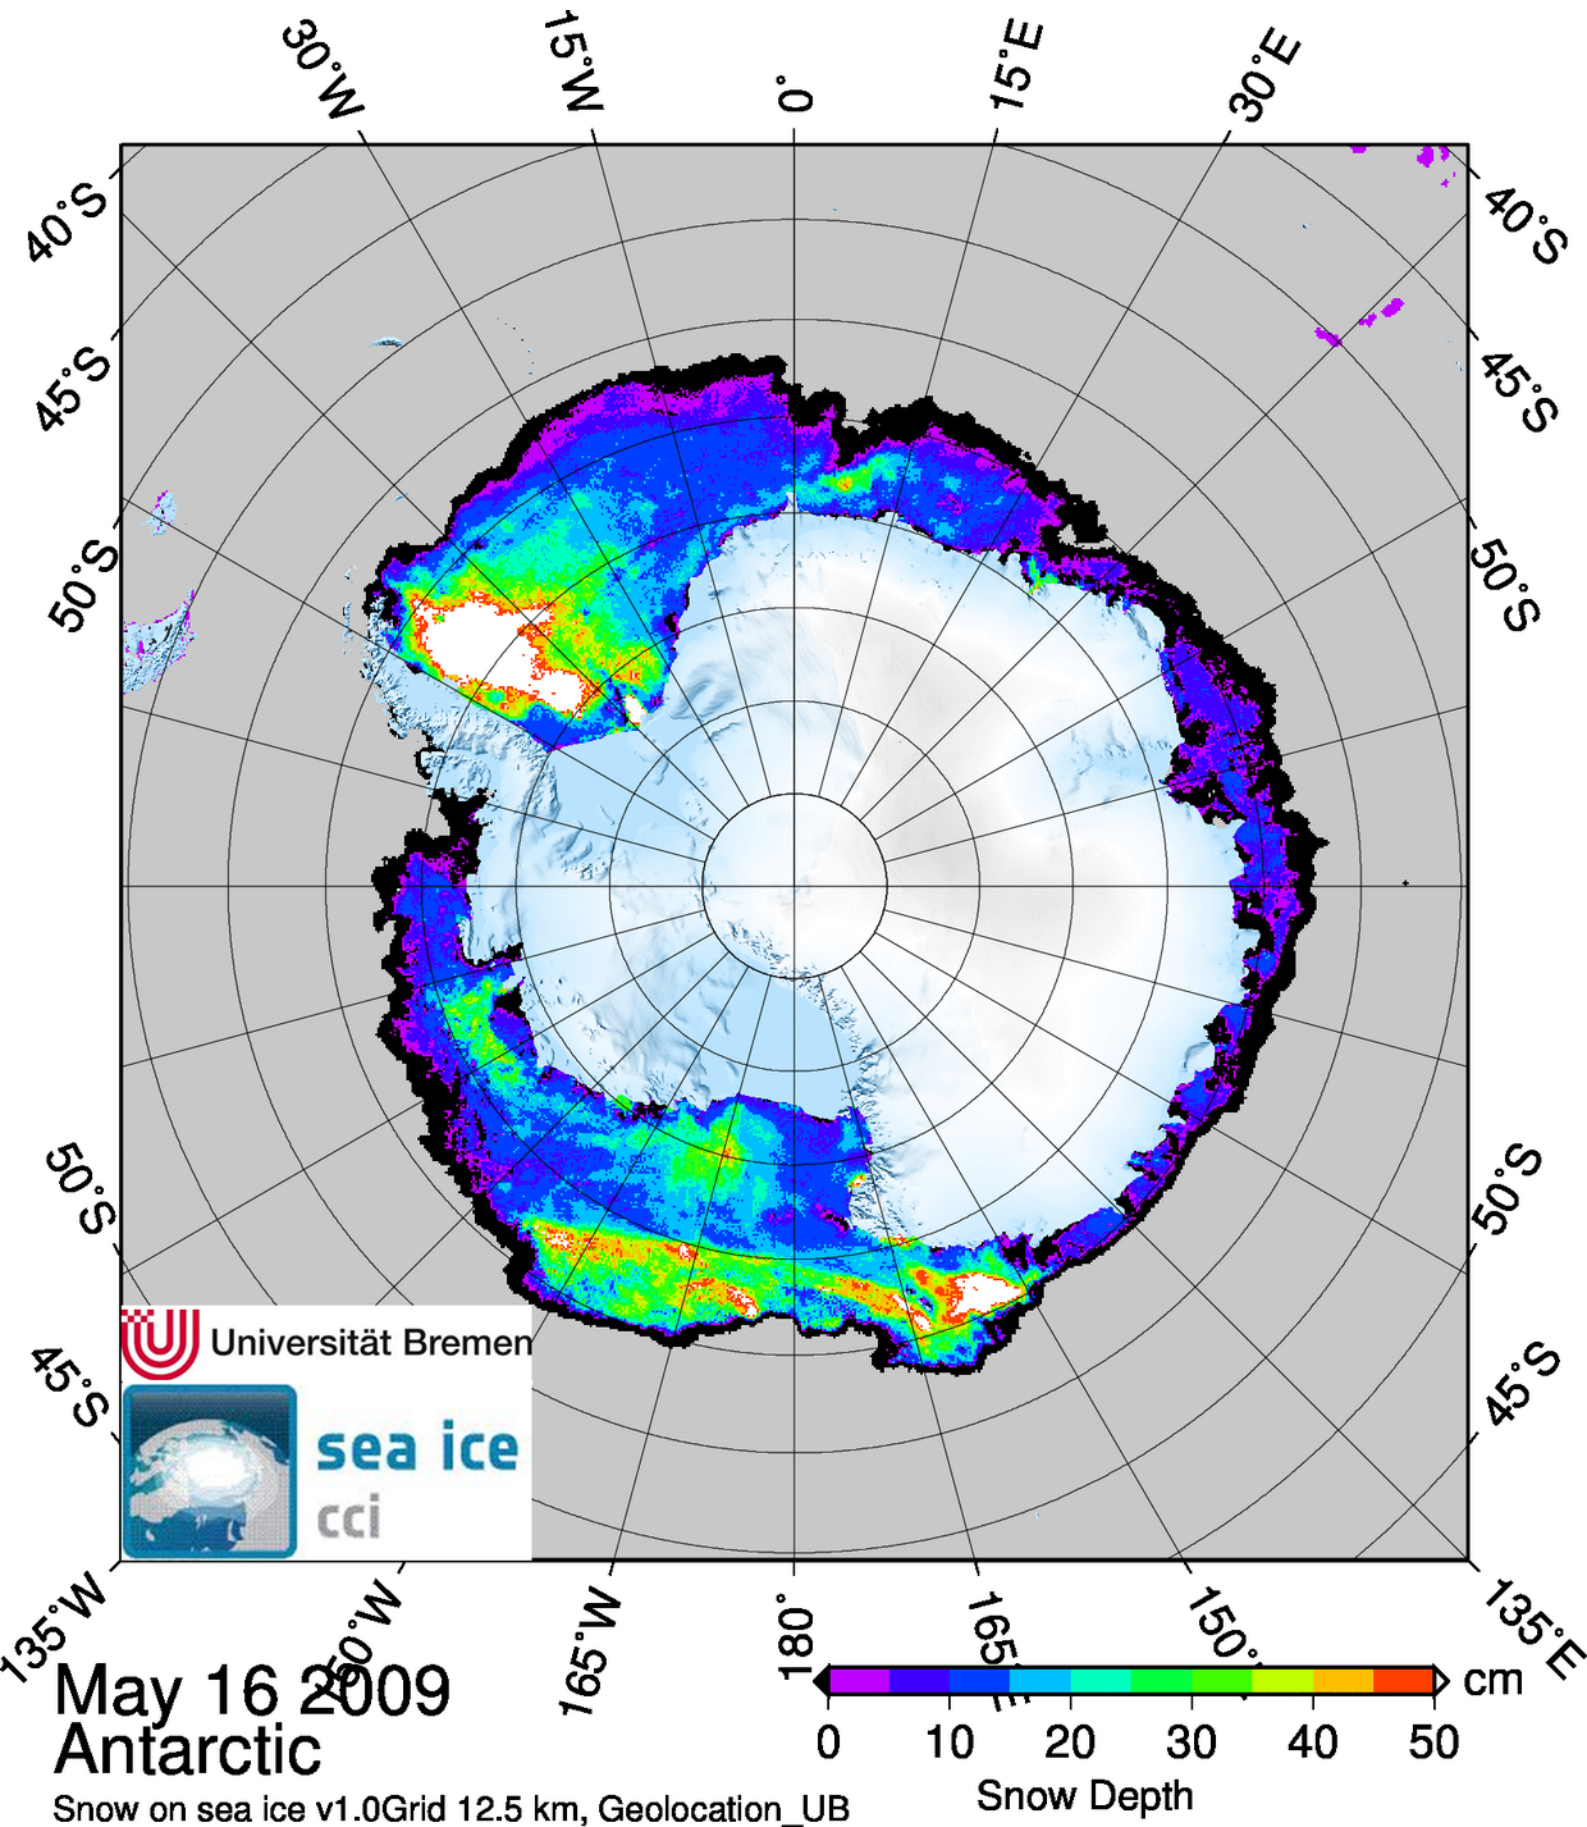 30°W 15°W 0° 15°E 30°E
40°S 40°S
45°S 45°S
50°S 50°S
50°S 50°S
45°S 45°S
Universität Bremen
sea ice
cci
135°W 165°W 180° 165°E 150° 135°E
cm
May 16 2009
0 10 20 30 40 50
Antarctic
Snow Depth
Snow on sea ice v1.0Grid 12.5 km, Geolocation_UB